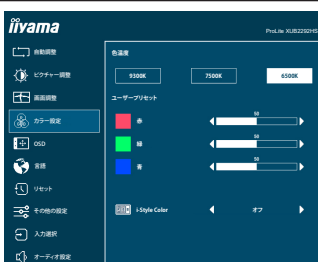 iiyama
ProLite XUB2292HS
自動調整
色温度
ピクチャー調整
9300K
7500K
6500K
画面調整
ユーザープリセット
カラー設定
赤
50
OSD
緑
50
言語
青
50
リセット
その他の設定
i-Style Color
オフ
入力選択
オーディオ設定